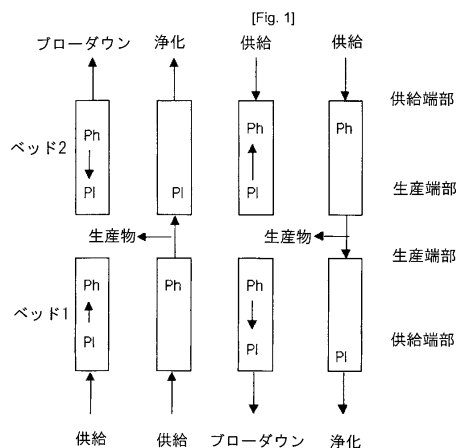 [Fig. 1]
ブローダウン 浄化 供給 供給
供給端部
Ph Ph Ph
ベッド2
Pl Pl Pl
生産端部
生産物 生産物
生産端部
Ph Ph Ph
ベッド1
Pl Pl Pl
供給端部
供給 供給 ブローダウン 浄化